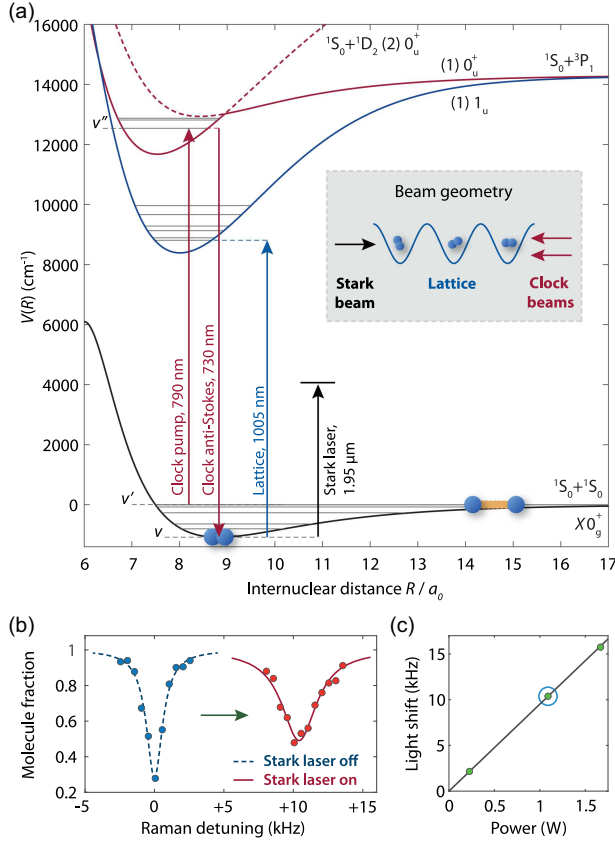 (a)
16000
14000
12000
10000
8000
6000
4000
2000
0
V(R) (cm⁻¹)
¹S₀+¹D₂ (2) 0ᵤ⁺
(1) 0ᵤ⁺
¹S₀+³P₁
(1) 1ᵤ
v″
Beam geometry
Stark
beam
Lattice
Clock
beams
Clock pump, 790 nm
Clock anti-Stokes, 730 nm
Lattice, 1005 nm
Stark laser,
1.95 μm
v′
v
¹S₀+¹S₀
X0g⁺
6 7 8 9 10 11 12 13 14 15 16 17
Internuclear distance R / a₀
(b)
Molecule fraction
1
0.8
0.6
0.4
0.2
Stark laser off
Stark laser on
-5 0 +5 +10 +15
Raman detuning (kHz)
(c)
Light shift (kHz)
15
10
5
0
0 0.5 1 1.5
Power (W)